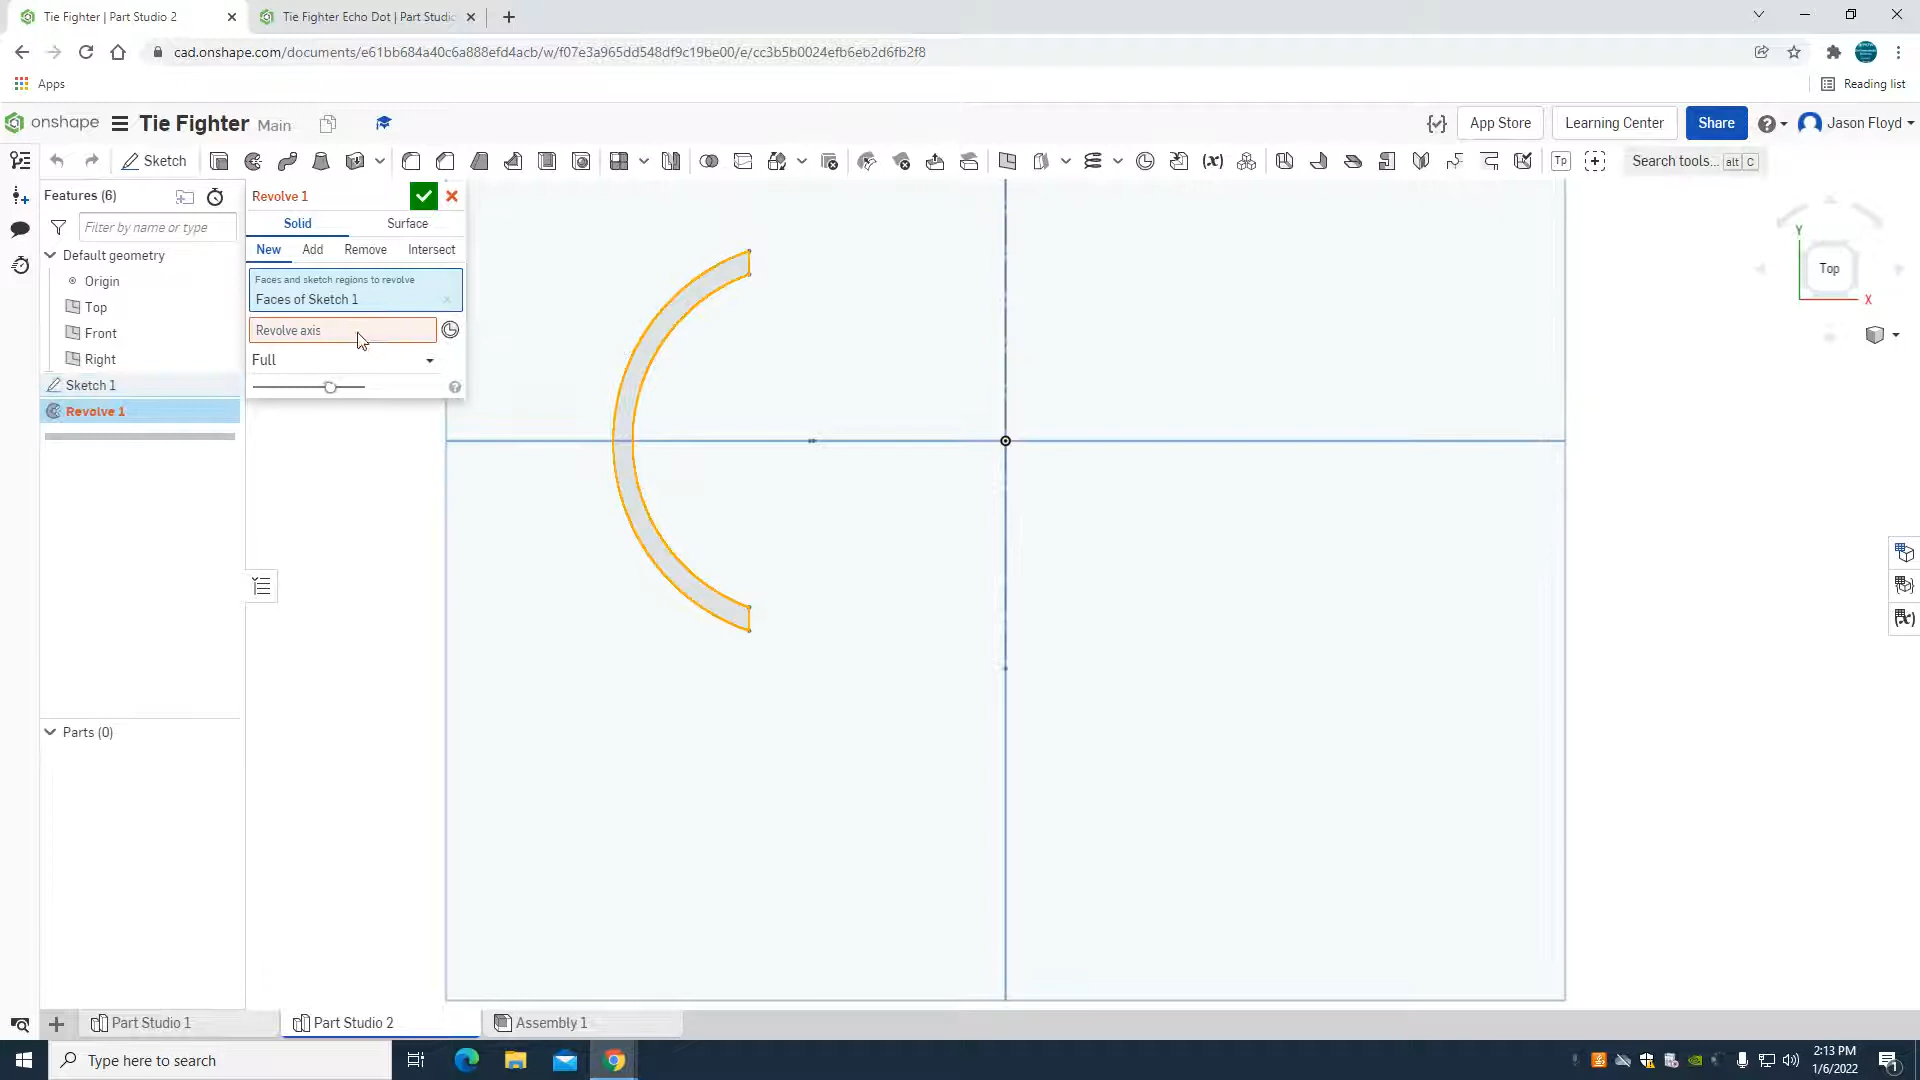 Tie Fighter | Part Studio 2
Tie Fighter Echo Dot | Part Studio
cad.onshape.com/documents/e61bb684a40c6a888efd4acb/w/f07e3a965dd548df9c19be00/e/cc3b5b0024efb6eb2d6fb2f8
Apps
Reading list
onshape
Tie Fighter Main
App Store
Learning Center
Share
Jason Floyd
Sketch
(x)
Tp
Search tools... alt C
Features (6)
Filter by name or type
Default geometry
Origin
Top
Front
Right
Sketch 1
Revolve 1
Parts (0)
Revolve 1
Solid
Surface
New
Add
Remove
Intersect
Faces and sketch regions to revolve
Faces of Sketch 1
Revolve axis
Full
Y
Top
X
(x)
Part Studio 1
Part Studio 2
Assembly 1
Type here to search
2:13 PM
1/6/2022
1